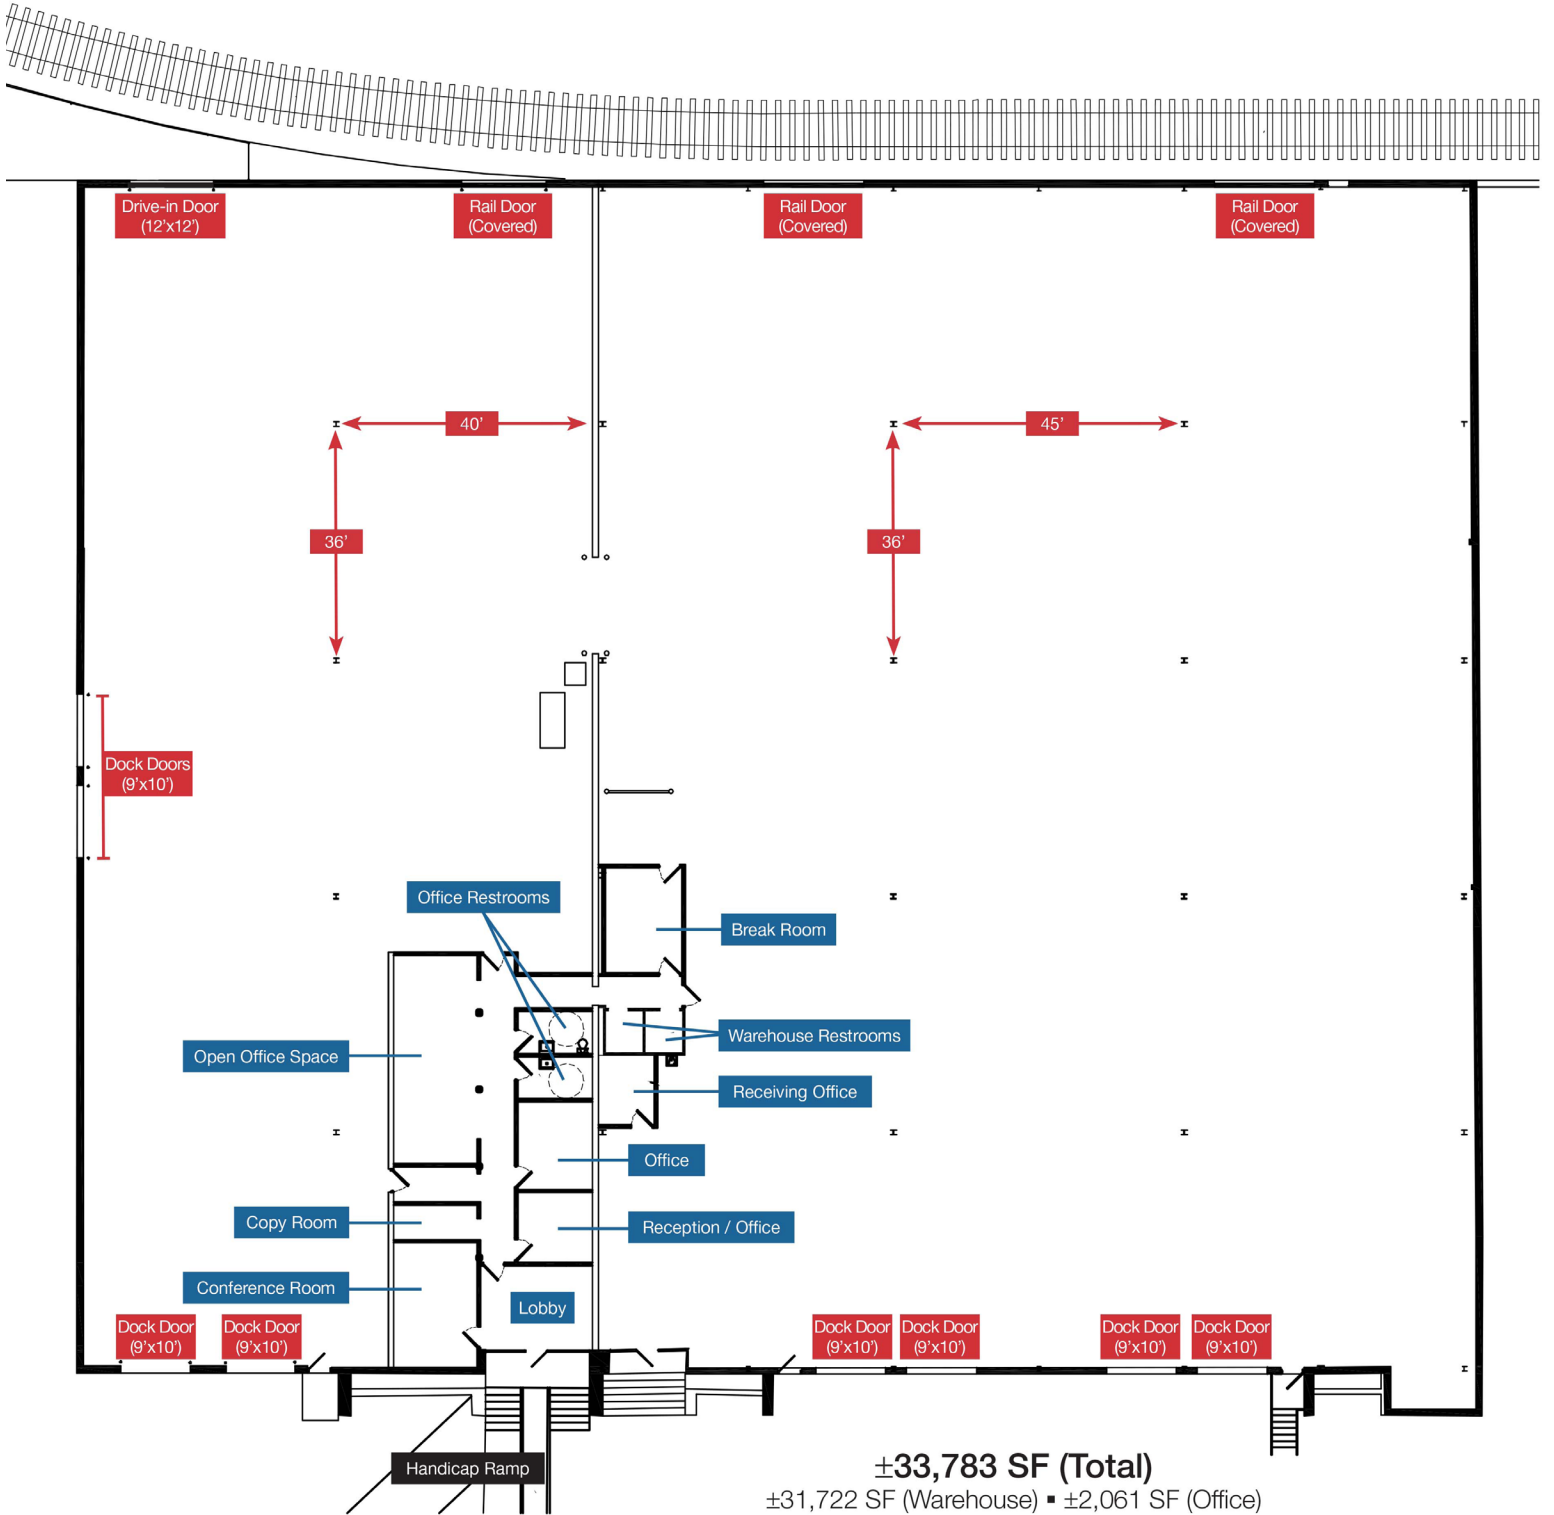 Drive-in Door
(12'x12')
Rail Door
(Covered)
Rail Door
(Covered)
Rail Door
(Covered)
40'
45'
36'
36'
Dock Doors
(9'x10')
Office Restrooms
Break Room
Warehouse Restrooms
Open Office Space
Receiving Office
Office
Copy Room
Reception / Office
Conference Room
Lobby
Dock Door
(9'x10')
Dock Door
(9'x10')
Dock Door
(9'x10')
Dock Door
(9'x10')
Dock Door
(9'x10')
Dock Door
(9'x10')
Handicap Ramp
±33,783 SF (Total)
±31,722 SF (Warehouse) ▪ ±2,061 SF (Office)